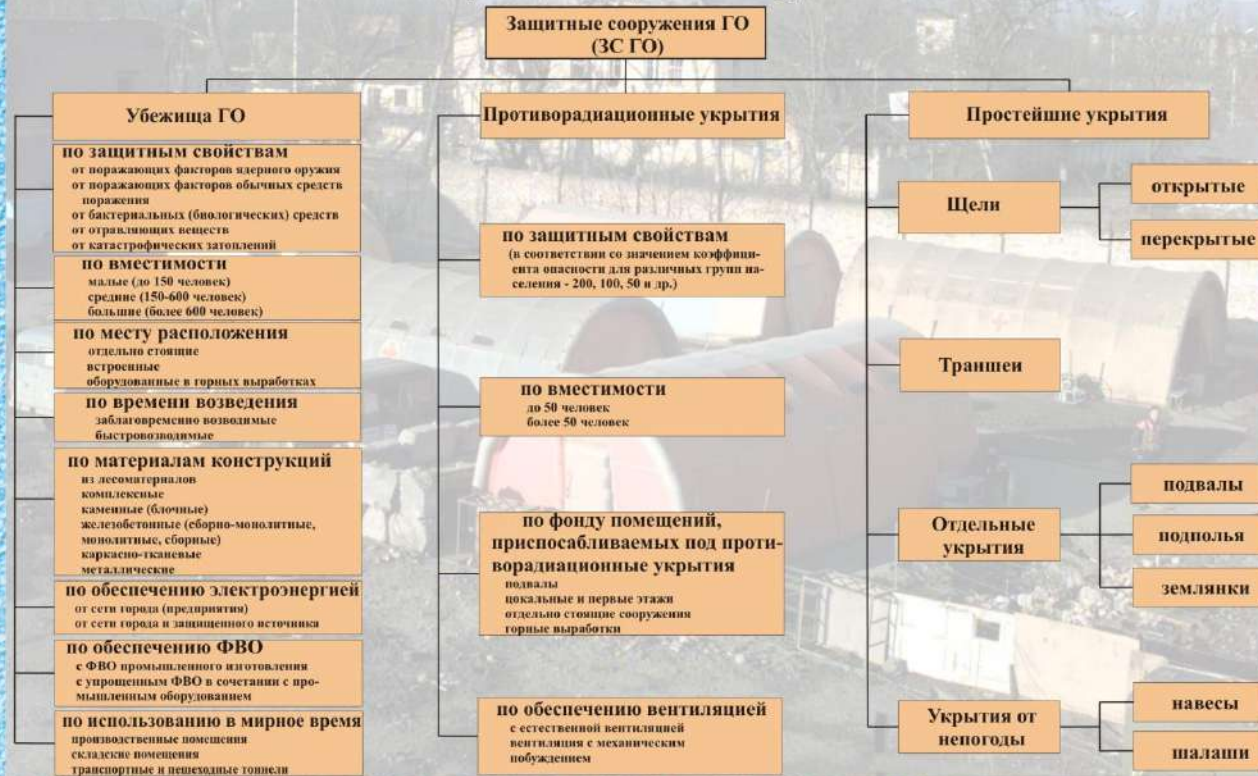 Защитные сооружения ГО
(ЗС ГО)
Убежища ГО
по защитным свойствам
от поражающих факторов ядерного оружия
от поражающих факторов обычных средств
поражения
от бактериальных (биологических) средств
от отравляющих веществ
от катастрофических затоплений
по вместимости
малые (до 150 человек)
средние (150-600 человек)
большие (более 600 человек)
по месту расположения
отдельно стоящие
встроенные
оборудованные в горных выработках
по времени возведения
заблаговременно возводимые
быстровозводимые
по материалам конструкций
из лесоматериалов
комплексные
каменные (блочные)
железобетонные (сборно-монолитные,
монолитные, сборные)
каркасно-тканевые
металлические
по обеспечению электроэнергией
от сети города (предприятия)
от сети города и защищенного источника
по обеспечению ФВО
с ФВО промышленного изготовления
с упрощенным ФВО в сочетании с про-
мышленным оборудованием
по использованию в мирное время
производственные помещения
складские помещения
транспортные и пешеходные тоннели
Противорадиационные укрытия
по защитным свойствам
(в соответствии со значением коэффици-
ента опасности для различных групп на-
селения - 200, 100, 50 и др.)
по вместимости
до 50 человек
более 50 человек
по фонду помещений,
приспосабливаемых под проти-
ворадиационные укрытия
подвалы
цокальные и первые этажи
отдельно стоящие сооружения
горные выработки
по обеспечению вентиляцией
с естественной вентиляцией
вентиляция с механическим
побуждением
Простейшие укрытия
Щели
открытые
перекрытые
Траншеи
Отдельные
укрытия
подвалы
подполья
землянки
Укрытия от
непогоды
навесы
шалаши